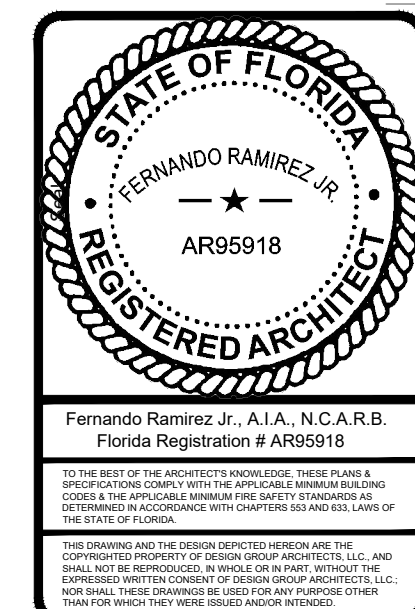 STATE OF FLORIDA
FERNANDO RAMIREZ JR.
AR95918
REGISTERED ARCHITECT
Seal
Fernando Ramirez Jr., A.I.A., N.C.A.R.B.
Florida Registration # AR95918
TO THE BEST OF THE ARCHITECT'S KNOWLEDGE, THESE PLANS &
SPECIFICATIONS COMPLY WITH THE APPLICABLE MINIMUM BUILDING
CODES & THE APPLICABLE MINIMUM FIRE SAFETY STANDARDS AS
DETERMINED IN ACCORDANCE WITH CHAPTERS 553 AND 633, LAWS OF
THE STATE OF FLORIDA.
THIS DRAWING AND THE DESIGN DEPICTED HEREON ARE THE
COPYRIGHTED PROPERTY OF DESIGN GROUP ARCHITECTS, LLC., AND
SHALL NOT BE REPRODUCED, IN WHOLE OR IN PART, WITHOUT THE
EXPRESSED WRITTEN CONSENT OF DESIGN GROUP ARCHITECTS, LLC.;
NOR SHALL THESE DRAWINGS BE USED FOR ANY PURPOSE OTHER
THAN FOR WHICH THEY WERE ISSUED AND/OR INTENDED.